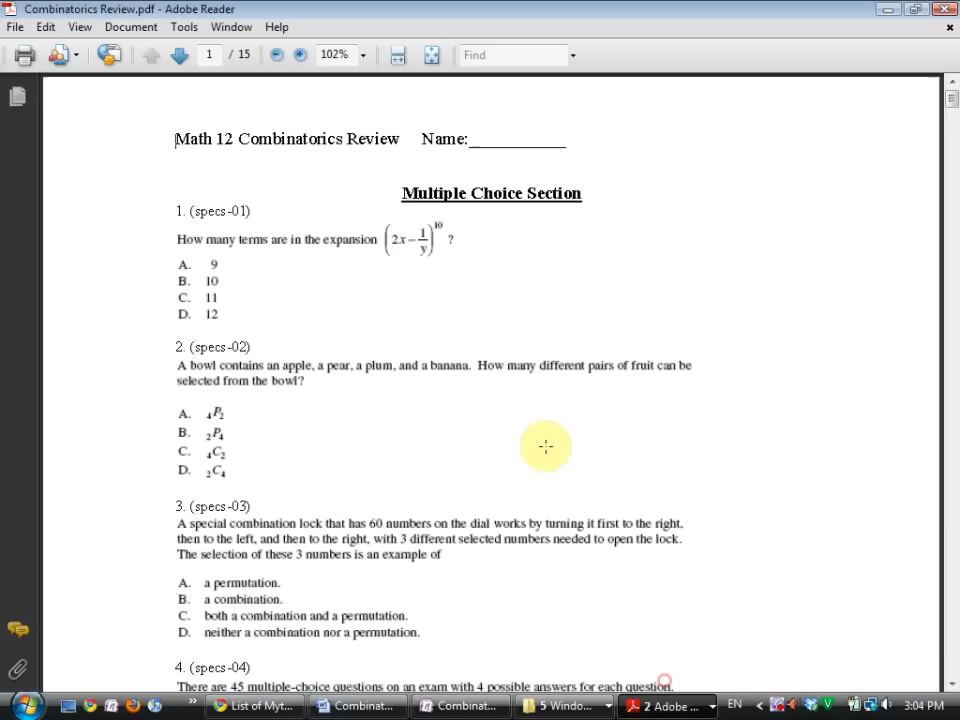 Combinatorics Review.pdf - Adobe Reader
File Edit View Document Tools Window Help
1 / 15 102% Find
Math 12 Combinatorics Review Name:___________
Multiple Choice Section
1. (specs-01)
How many terms are in the expansion (2x − 1/y)^10 ?
A. 9
B. 10
C. 11
D. 12
2. (specs-02)
A bowl contains an apple, a pear, a plum, and a banana. How many different pairs of fruit can be
selected from the bowl?
A. ₄P₂
B. ₂P₄
C. ₄C₂
D. ₂C₄
3. (specs-03)
A special combination lock that has 60 numbers on the dial works by turning it first to the right,
then to the left, and then to the right, with 3 different selected numbers needed to open the lock.
The selection of these 3 numbers is an example of
A. a permutation.
B. a combination.
C. both a combination and a permutation.
D. neither a combination nor a permutation.
4. (specs-04)
There are 45 multiple-choice questions on an exam with 4 possible answers for each question.
List of Myt... Combinat... Combinat... 5 Windo... 2 Adobe ... EN 3:04 PM